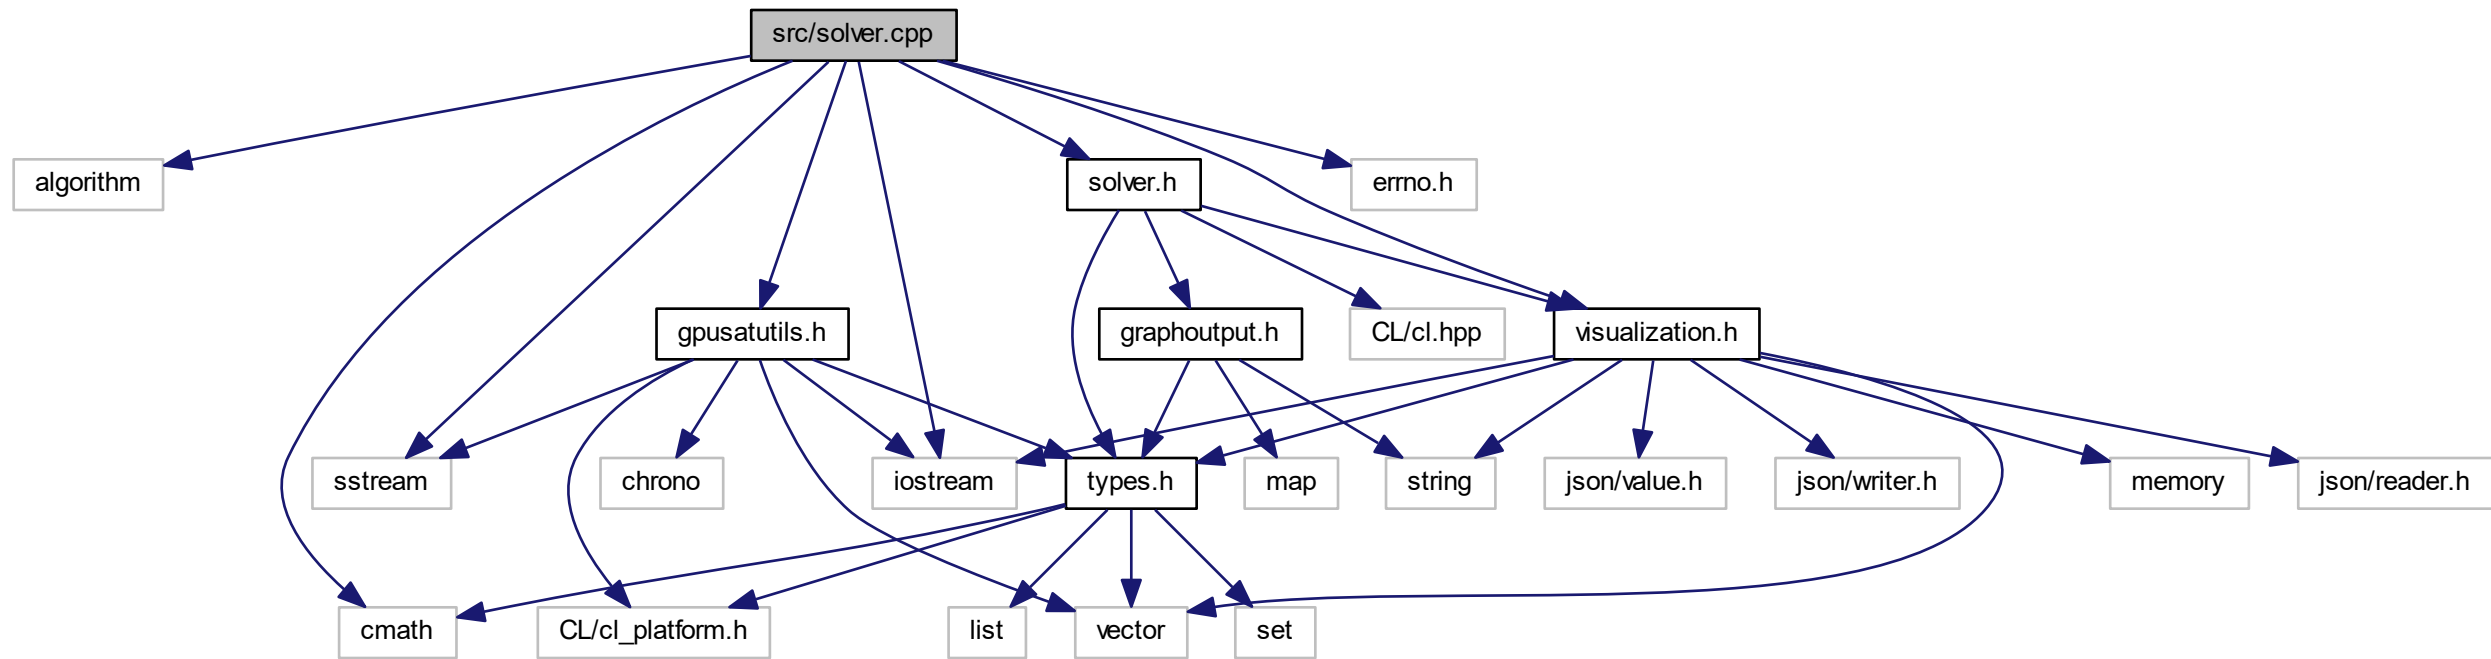 src/solver.cpp
algorithm
solver.h
errno.h
gpusatutils.h
graphoutput.h
CL/cl.hpp
visualization.h
sstream
chrono
iostream
types.h
map
string
json/value.h
json/writer.h
memory
json/reader.h
cmath
CL/cl_platform.h
list
vector
set